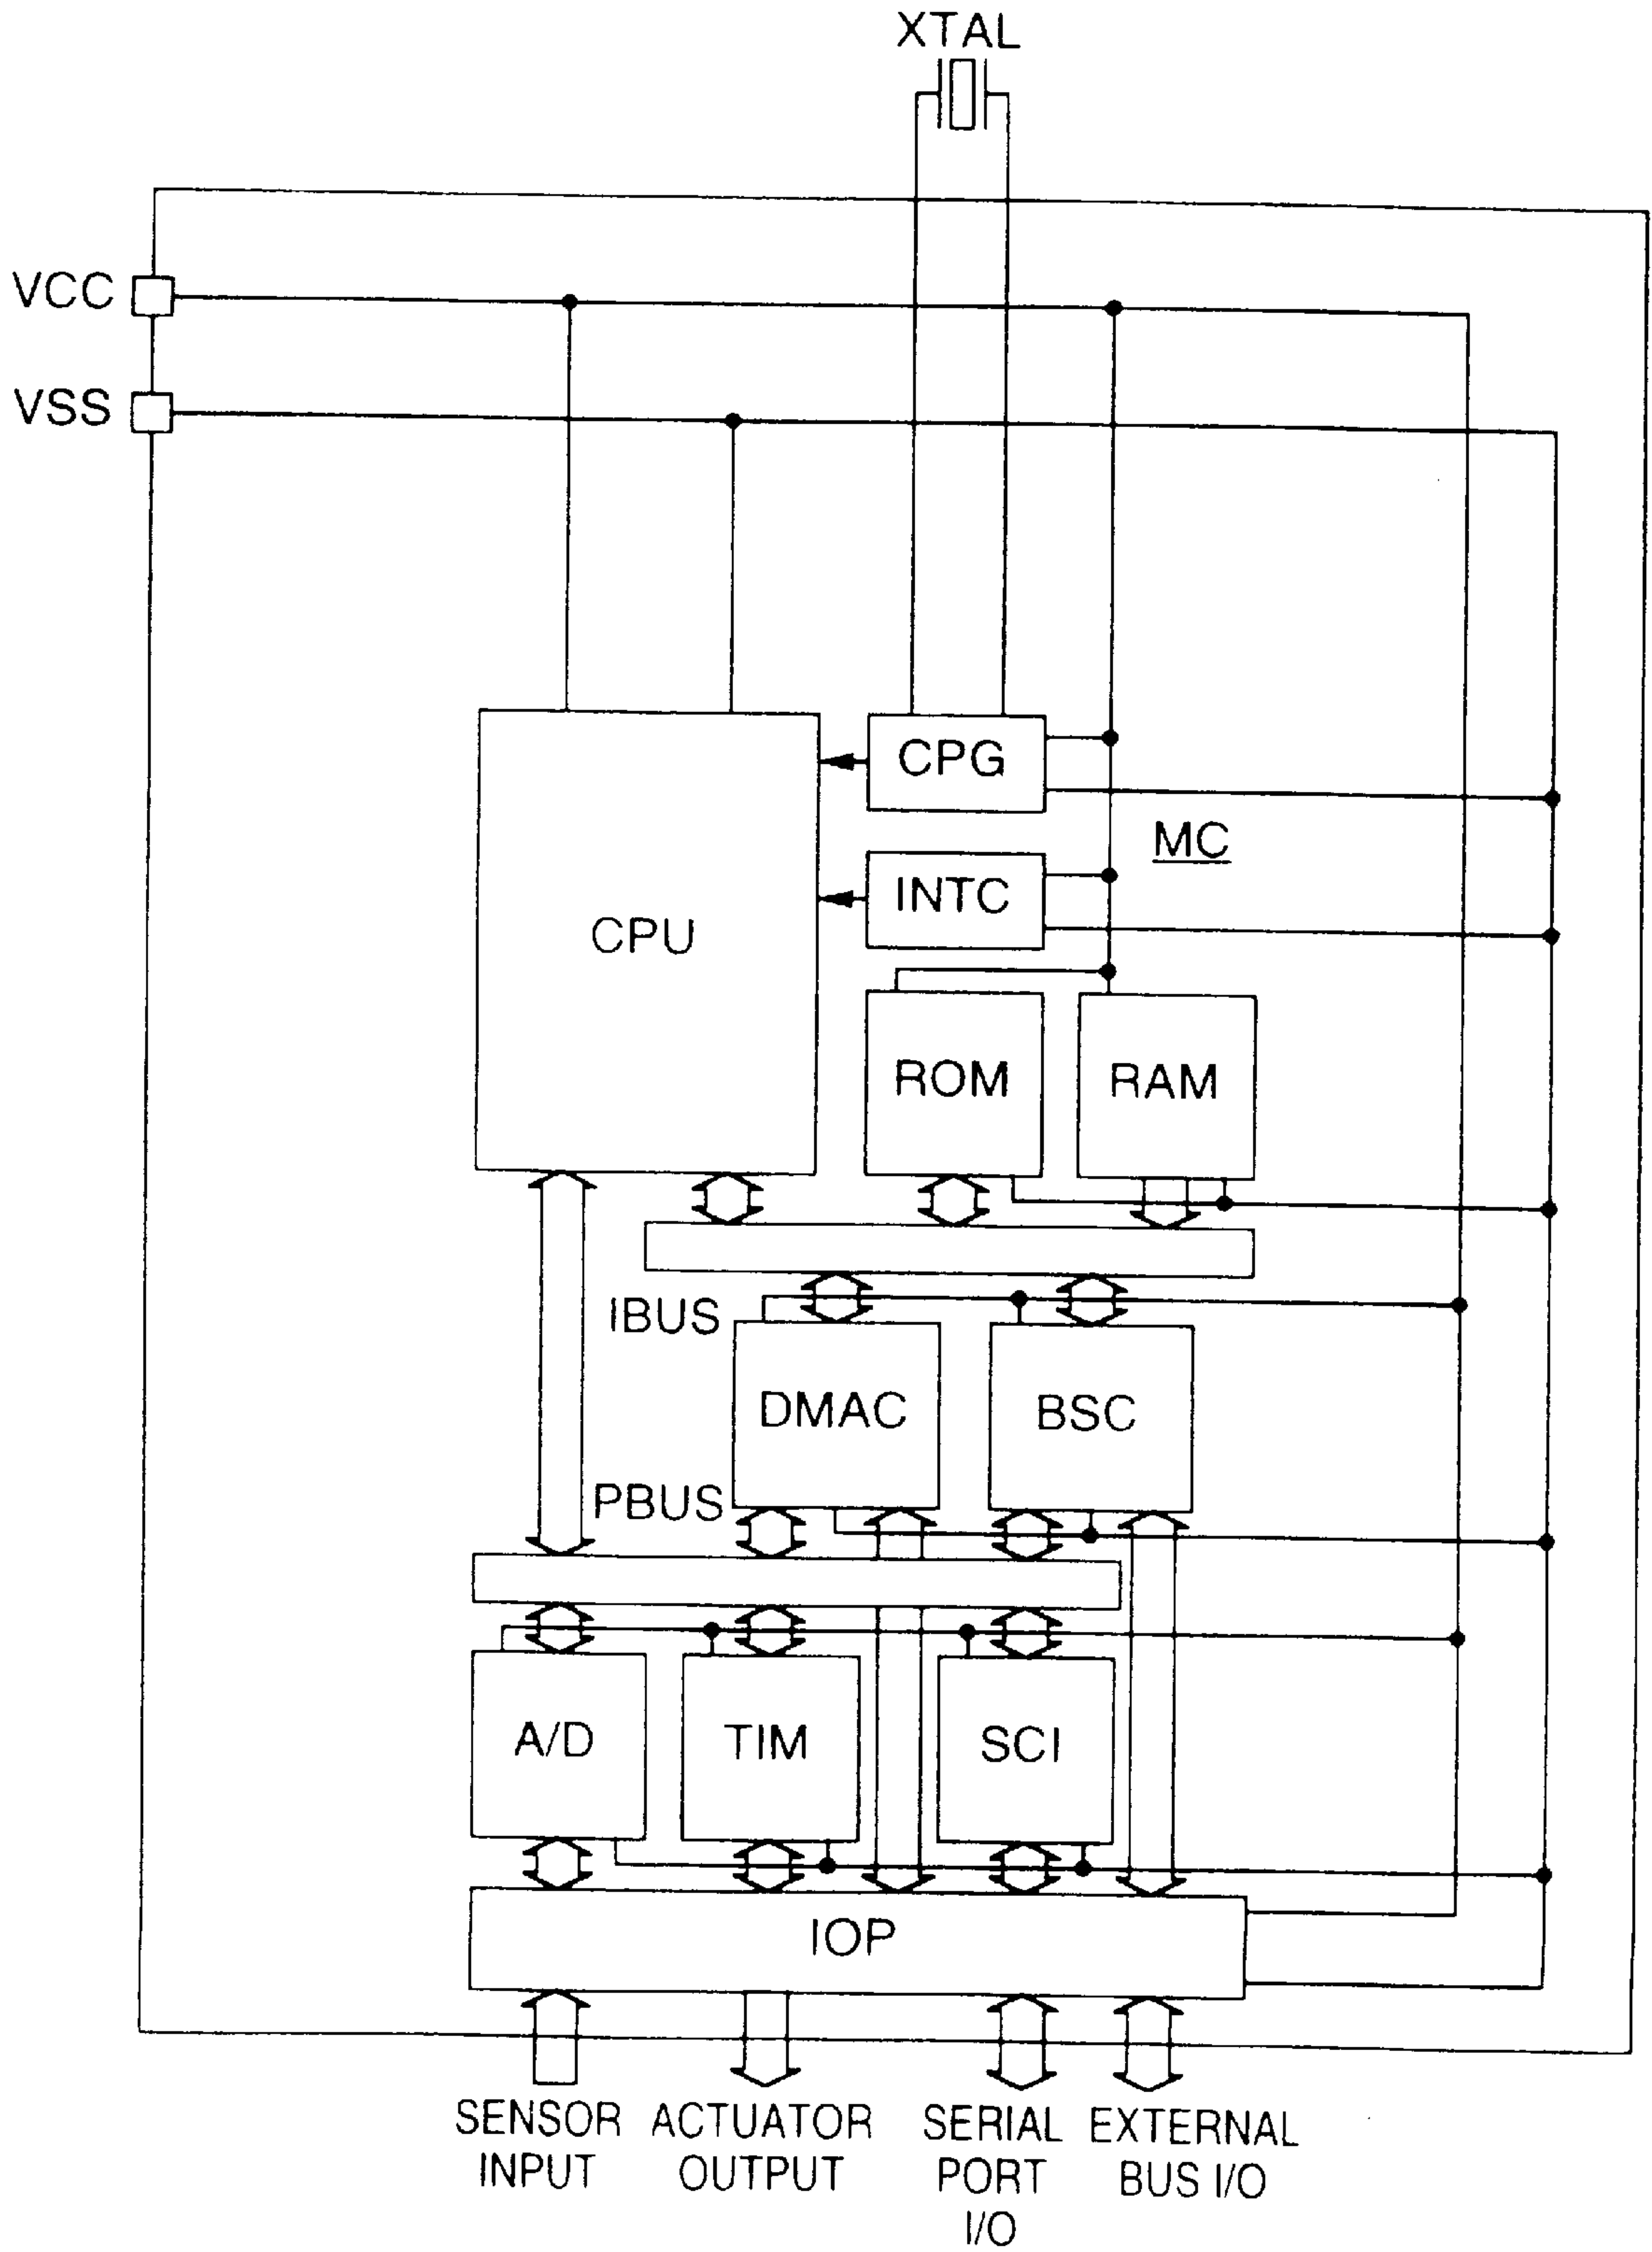 XTAL
VCC
VSS
CPG
MC
INTC
CPU
ROM
RAM
IBUS
DMAC
BSC
PBUS
A/D
TIM
SCI
IOP
SENSOR
INPUT
ACTUATOR
OUTPUT
SERIAL
PORT
I/O
EXTERNAL
BUS I/O